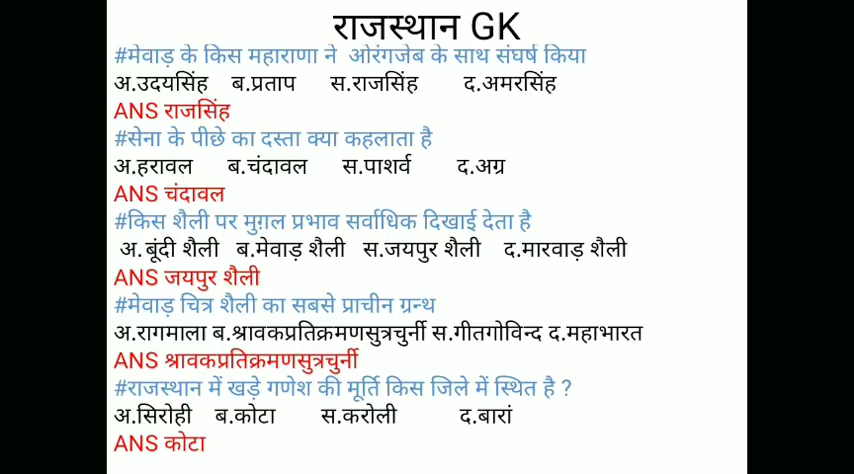 राजस्थान GK
#मेवाड़ के किस महाराणा ने ओरंगजेब के साथ संघर्ष किया
अ.उदयसिंह ब.प्रताप स.राजसिंह द.अमरसिंह
ANS राजसिंह
#सेना के पीछे का दस्ता क्या कहलाता है
अ.हरावल ब.चंदावल स.पाशर्व द.अग्र
ANS चंदावल
#किस शैली पर मुग़ल प्रभाव सर्वाधिक दिखाई देता है
अ.बूंदी शैली ब.मेवाड़ शैली स.जयपुर शैली द.मारवाड़ शैली
ANS जयपुर शैली
#मेवाड़ चित्र शैली का सबसे प्राचीन ग्रन्थ
अ.रागमाला ब.श्रावकप्रतिक्रमणसुत्रचुर्नी स.गीतगोविन्द द.महाभारत
ANS श्रावकप्रतिक्रमणसुत्रचुर्नी
#राजस्थान में खड़े गणेश की मूर्ति किस जिले में स्थित है ?
अ.सिरोही ब.कोटा स.करोली द.बारां
ANS कोटा